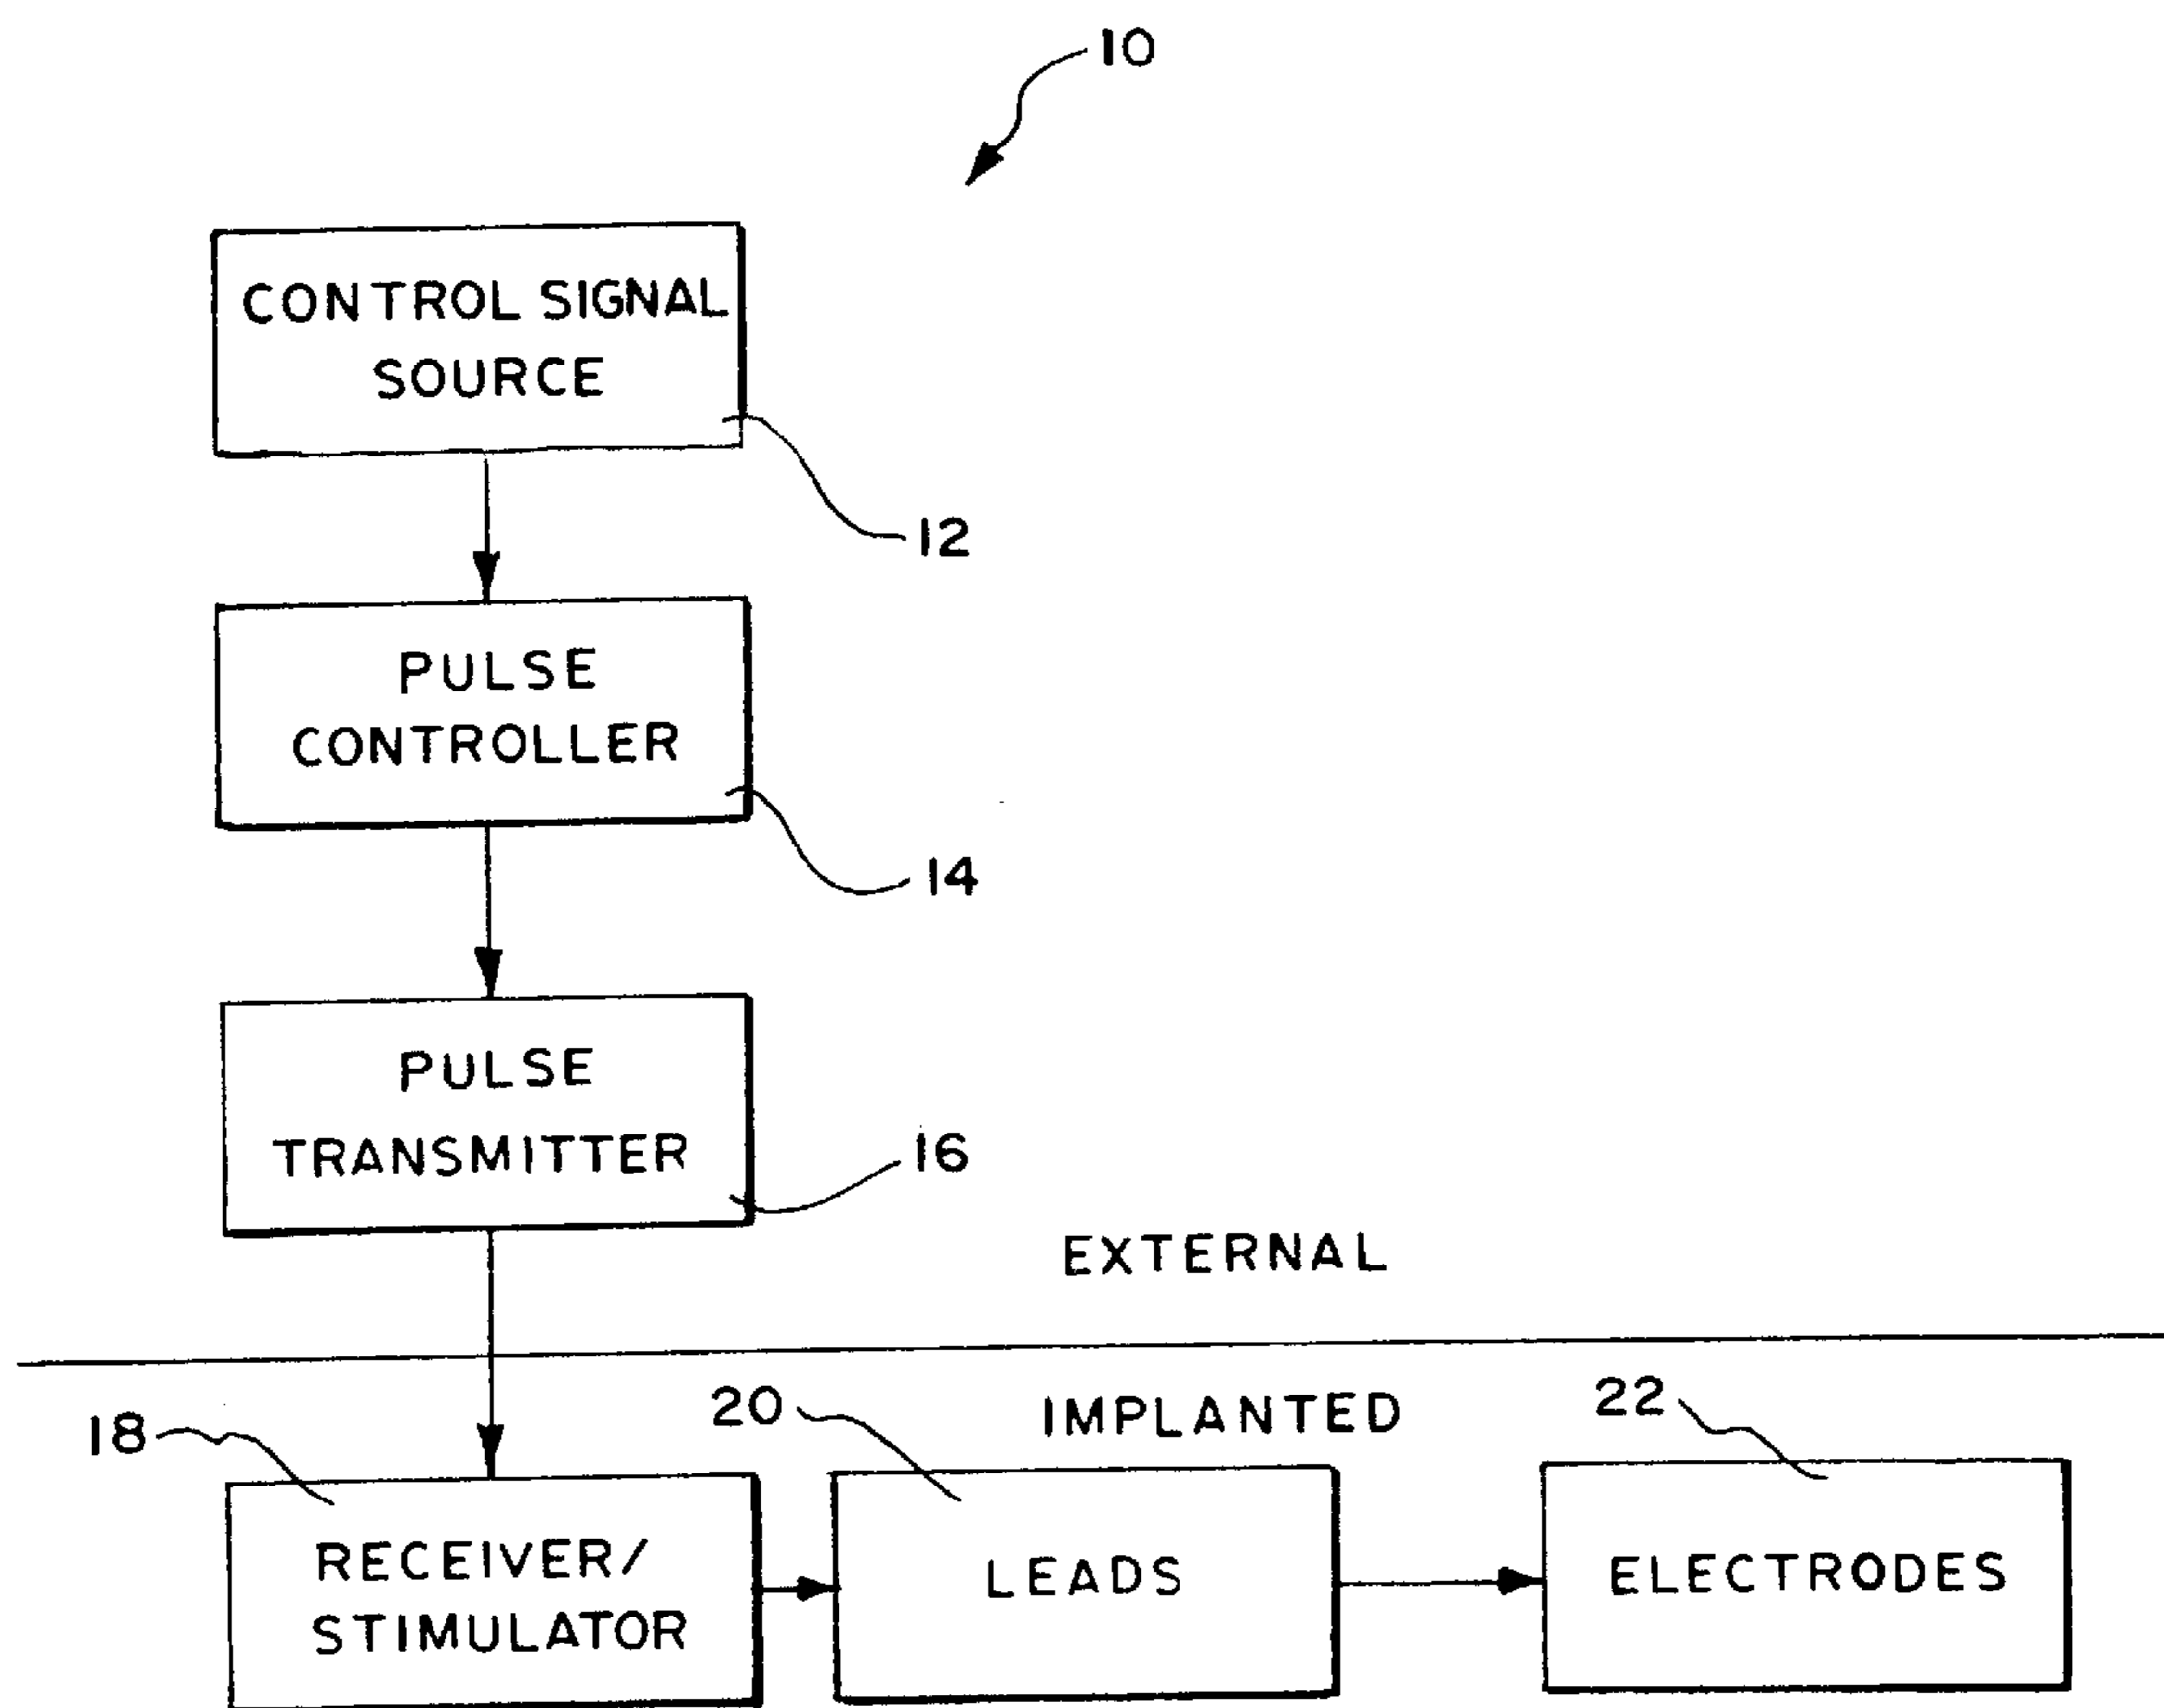 10
CONTROL SIGNAL
SOURCE
12
PULSE
CONTROLLER
14
PULSE
TRANSMITTER
16
EXTERNAL
IMPLANTED
18
20
22
RECEIVER/
STIMULATOR
LEADS
ELECTRODES